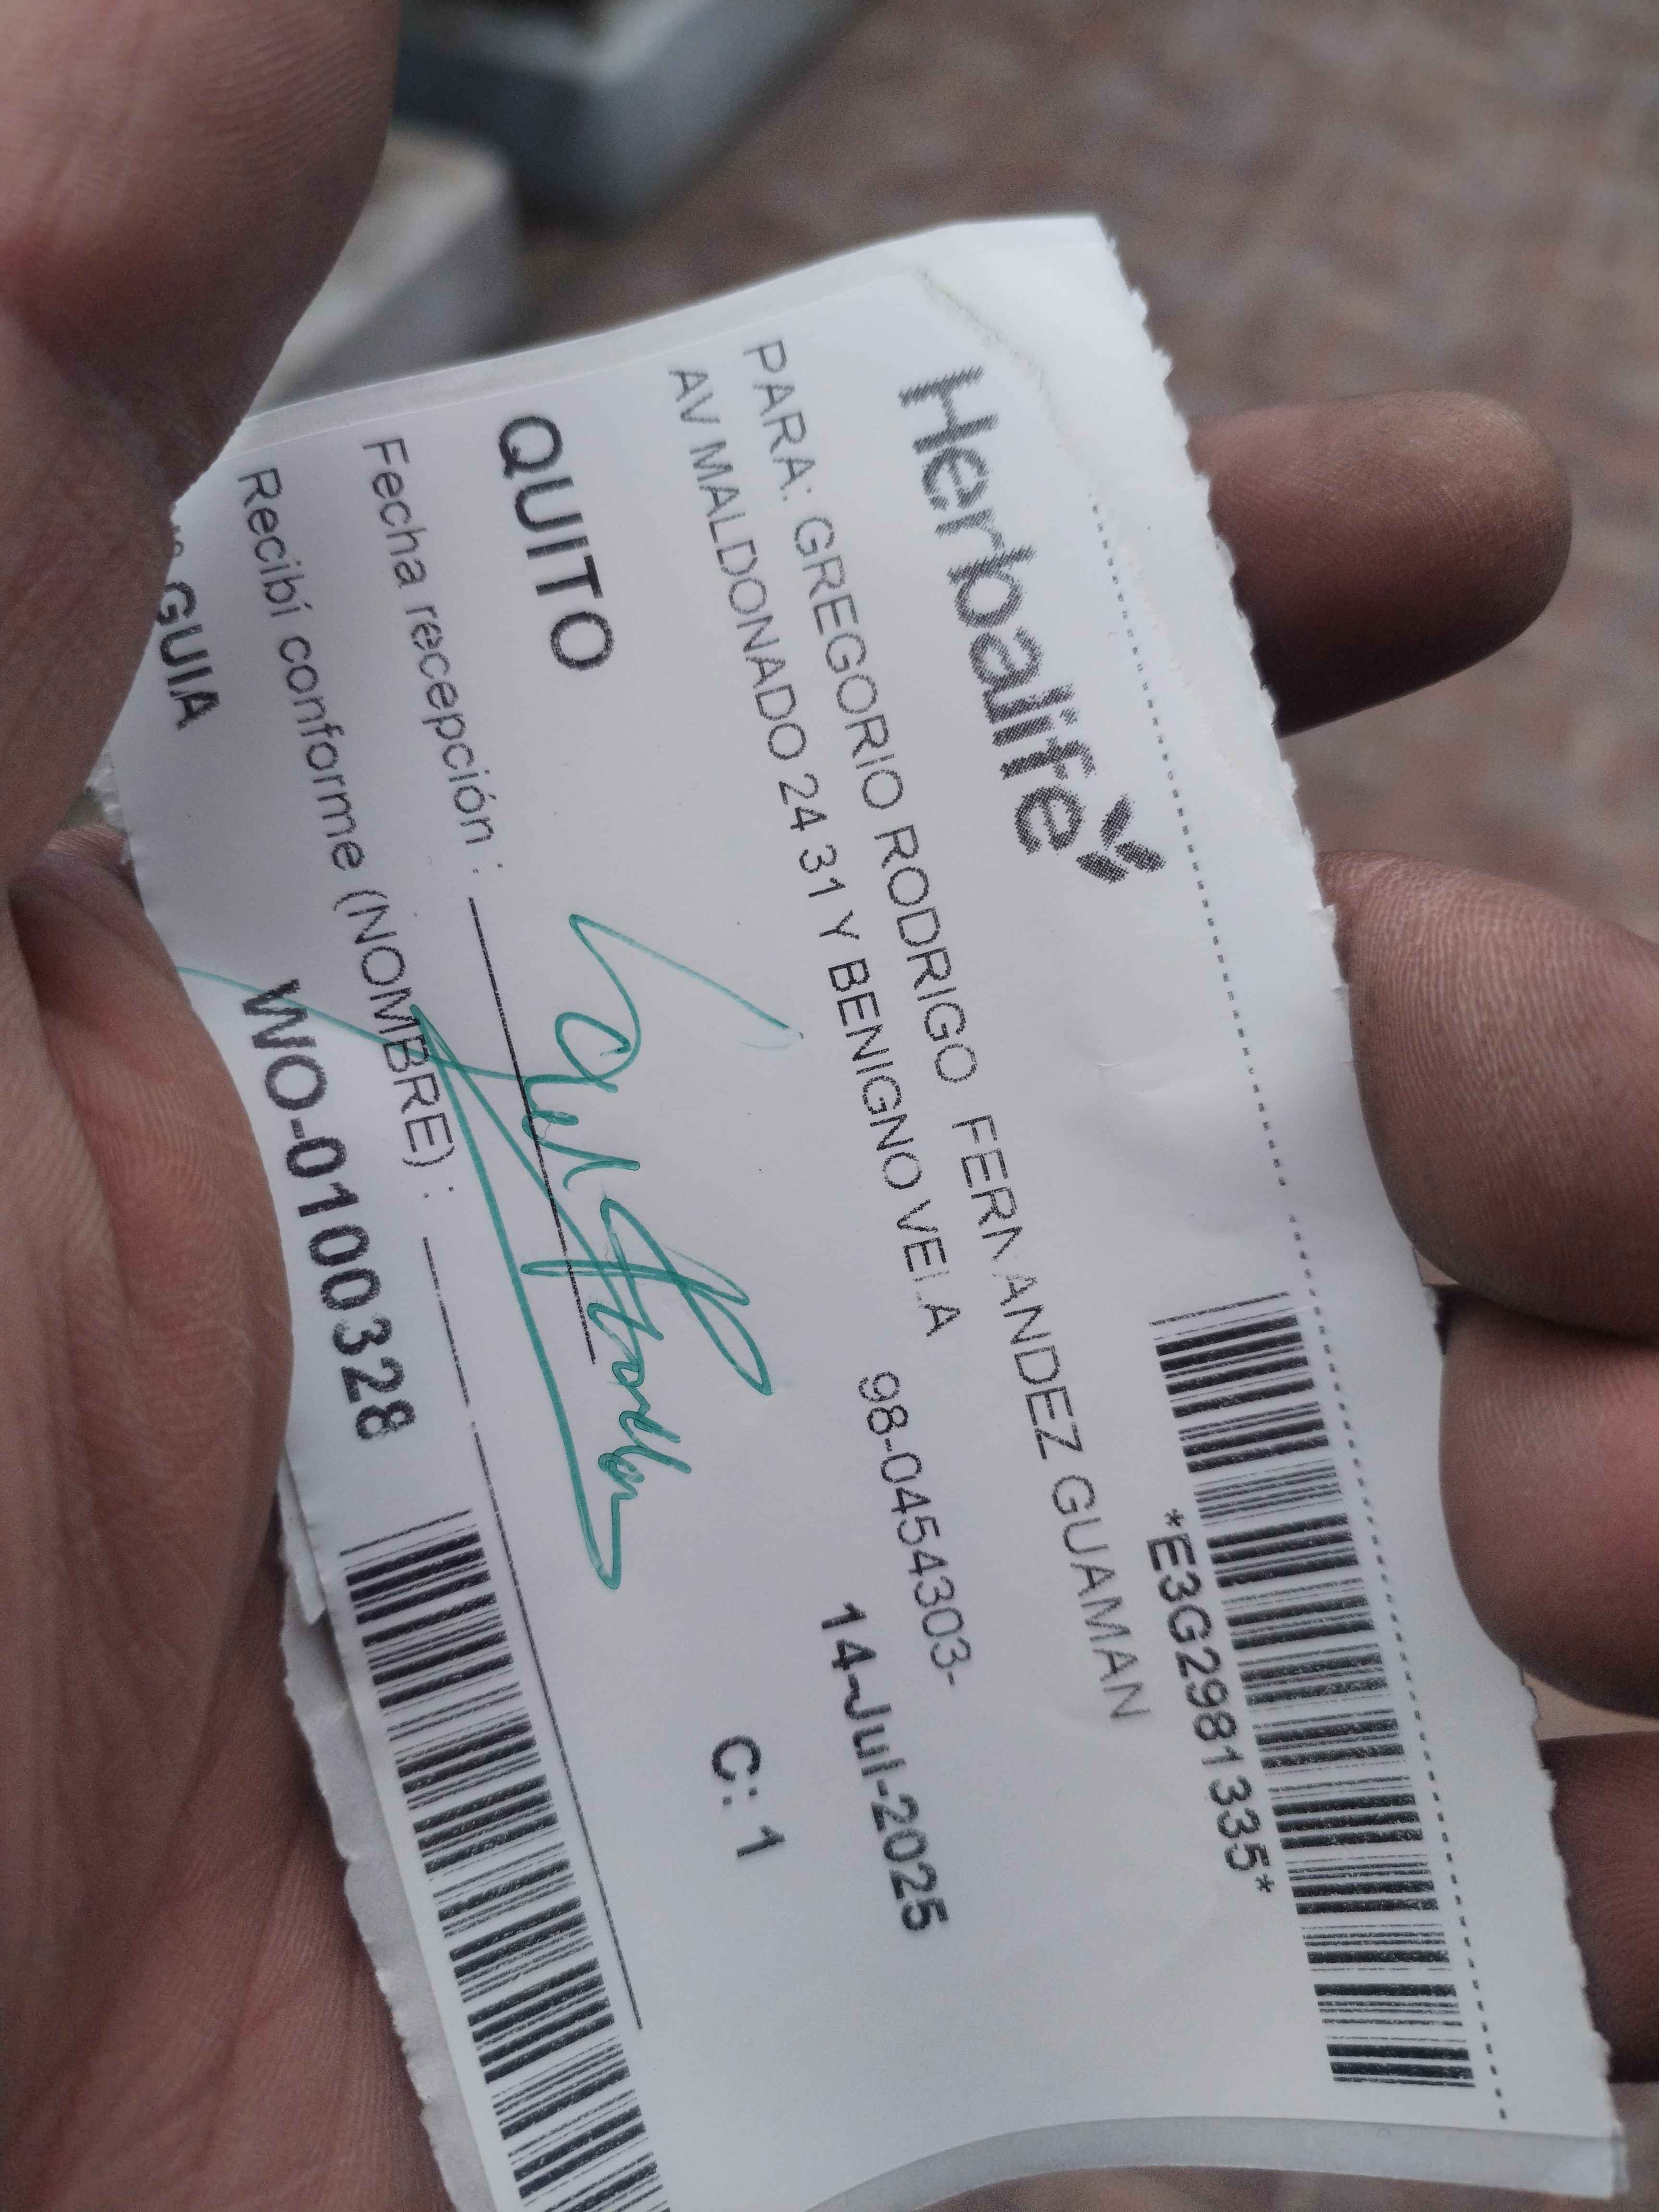 Herbalife
*E3G2981335*
PARA: GREGORIO RODRIGO FERNANDEZ GUAMAN
AV MALDONADO 24 31 Y BENIGNO VELA 98-0454303-
14-Jul-2025
QUITO C: 1
Fecha recepción :
Recibí conforme (NOMBRE) :
GUIA WO-0100328